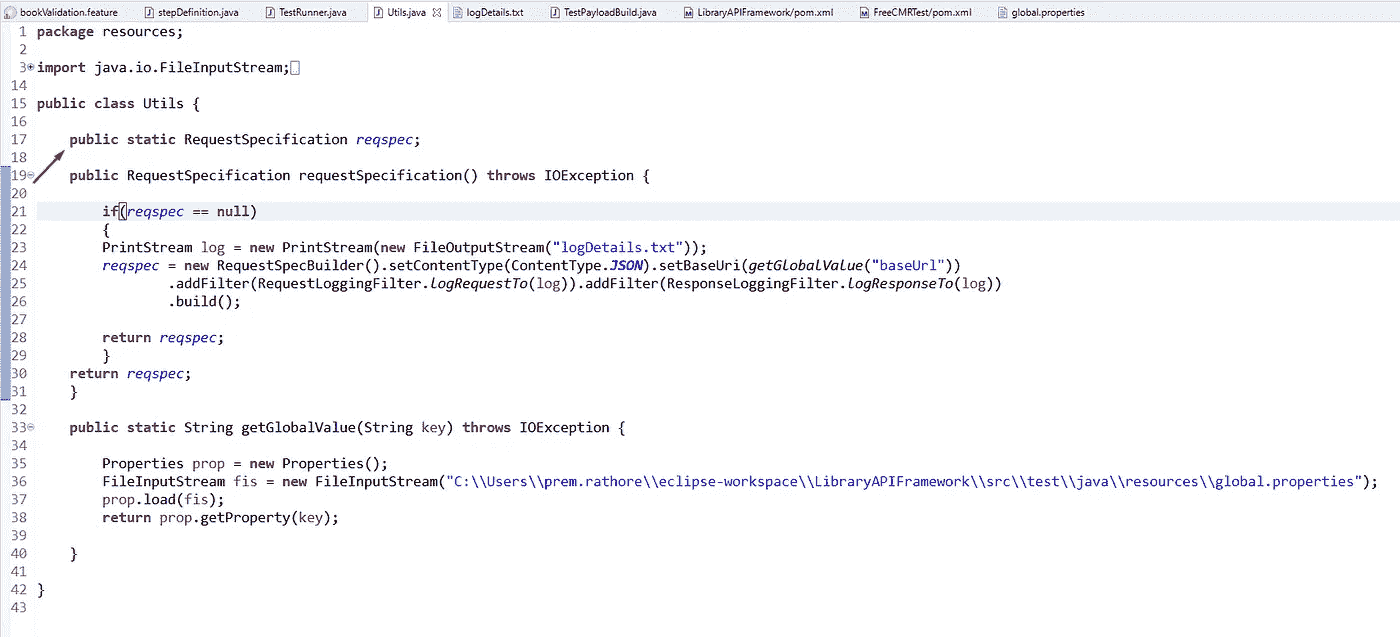 bookValidation.feature stepDefinition.java TestRunner.java Utils.java logDetails.txt TestPayloadBuild.java LibraryAPIFramework/pom.xml FreeCMRTest/pom.xml global.properties
1 package resources;
2
3 import java.io.FileInputStream;
14
15 public class Utils {
16
17 public static RequestSpecification reqspec;
18
19 public RequestSpecification requestSpecification() throws IOException {
20
21 if(reqspec == null)
22 {
23 PrintStream log = new PrintStream(new FileOutputStream("logDetails.txt"));
24 reqspec = new RequestSpecBuilder().setContentType(ContentType.JSON).setBaseUri(getGlobalValue("baseUrl"))
25 .addFilter(RequestLoggingFilter.logRequestTo(log)).addFilter(ResponseLoggingFilter.logResponseTo(log))
26 .build();
27
28 return reqspec;
29 }
30 return reqspec;
31 }
32
33 public static String getGlobalValue(String key) throws IOException {
34
35 Properties prop = new Properties();
36 FileInputStream fis = new FileInputStream("C:\\Users\\prem.rathore\\eclipse-workspace\\LibraryAPIFramework\\src\\test\\java\\resources\\global.properties");
37 prop.load(fis);
38 return prop.getProperty(key);
39
40 }
41
42 }
43